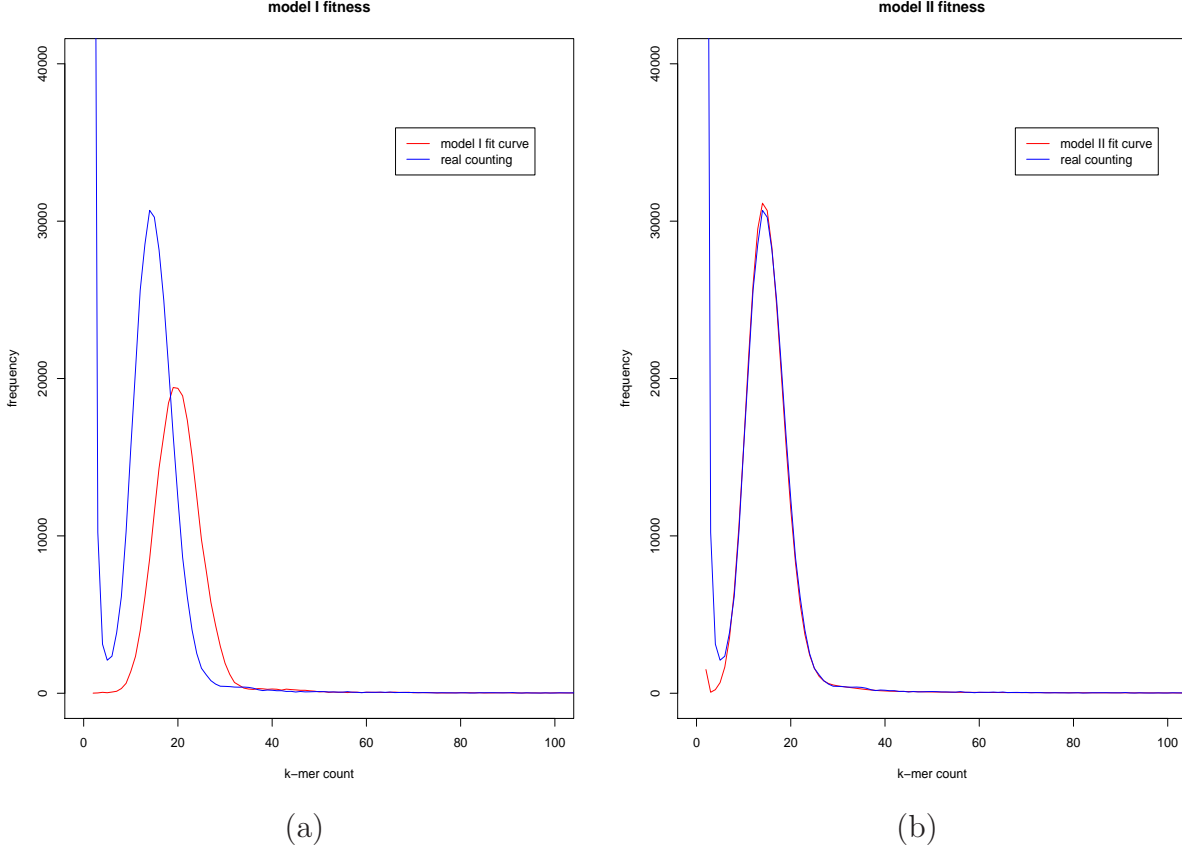 model I fitness
frequency
40000
30000
20000
10000
0
model I fit curve
real counting
0 20 40 60 80 100
k−mer count
(a)
model II fitness
frequency
40000
30000
20000
10000
0
model II fit curve
real counting
0 20 40 60 80 100
k−mer count
(b)